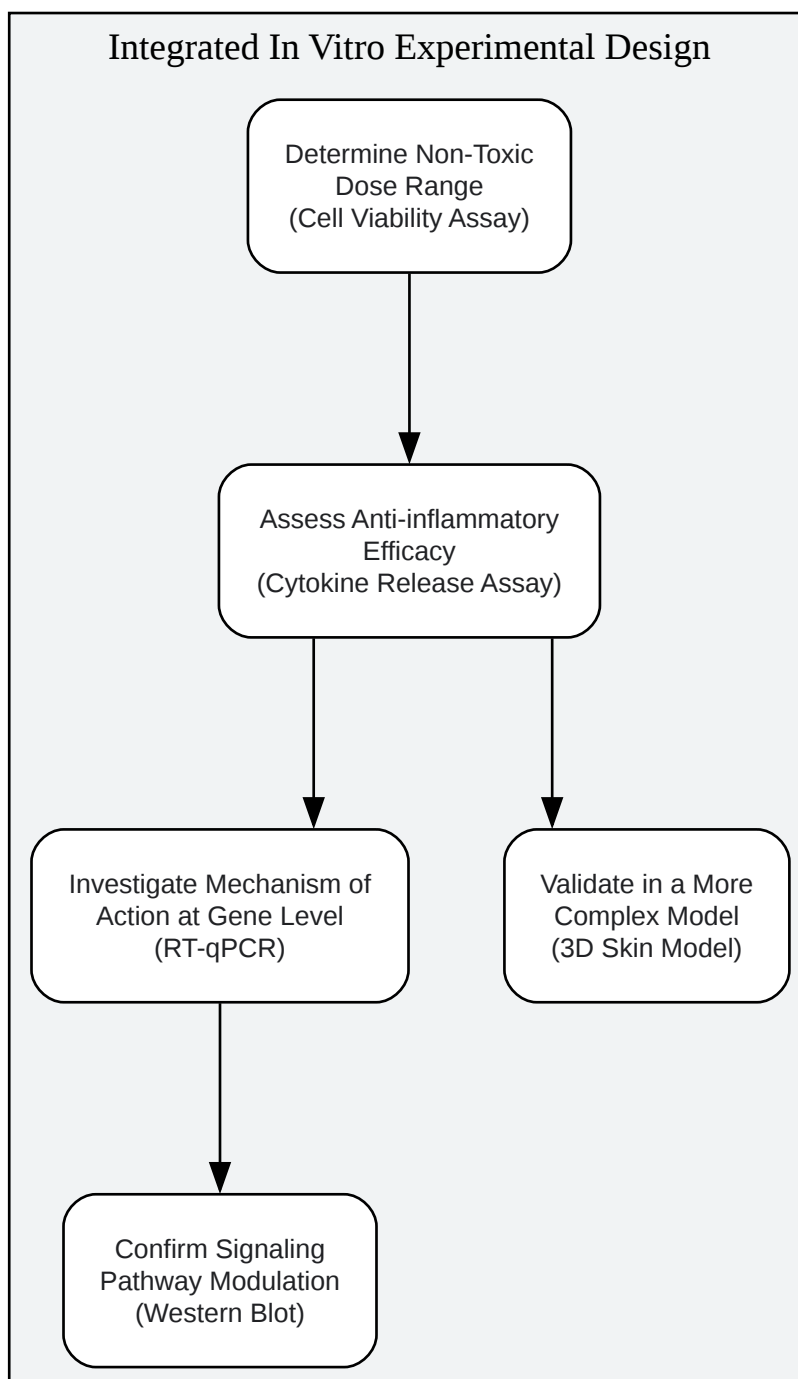 Integrated In Vitro Experimental Design
Determine Non-Toxic
Dose Range
(Cell Viability Assay)
Assess Anti-inflammatory
Efficacy
(Cytokine Release Assay)
Investigate Mechanism of
Action at Gene Level
(RT-qPCR)
Validate in a More
Complex Model
(3D Skin Model)
Confirm Signaling
Pathway Modulation
(Western Blot)